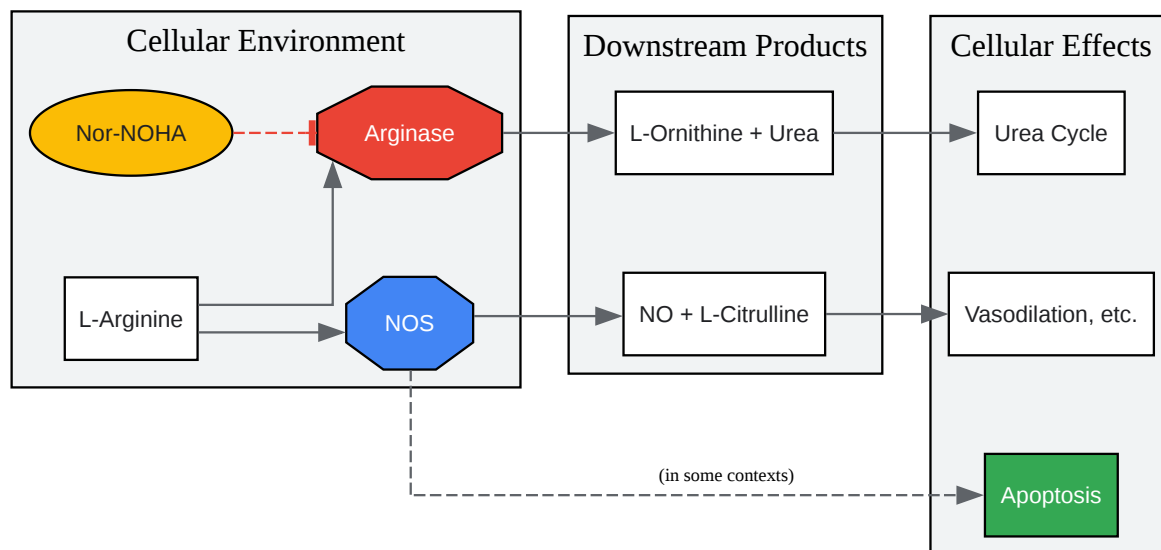 Cellular Environment
Downstream Products
Cellular Effects
Nor-NOHA
Arginase
L-Ornithine + Urea
Urea Cycle
L-Arginine
NOS
NO + L-Citrulline
Vasodilation, etc.
(in some contexts)
Apoptosis